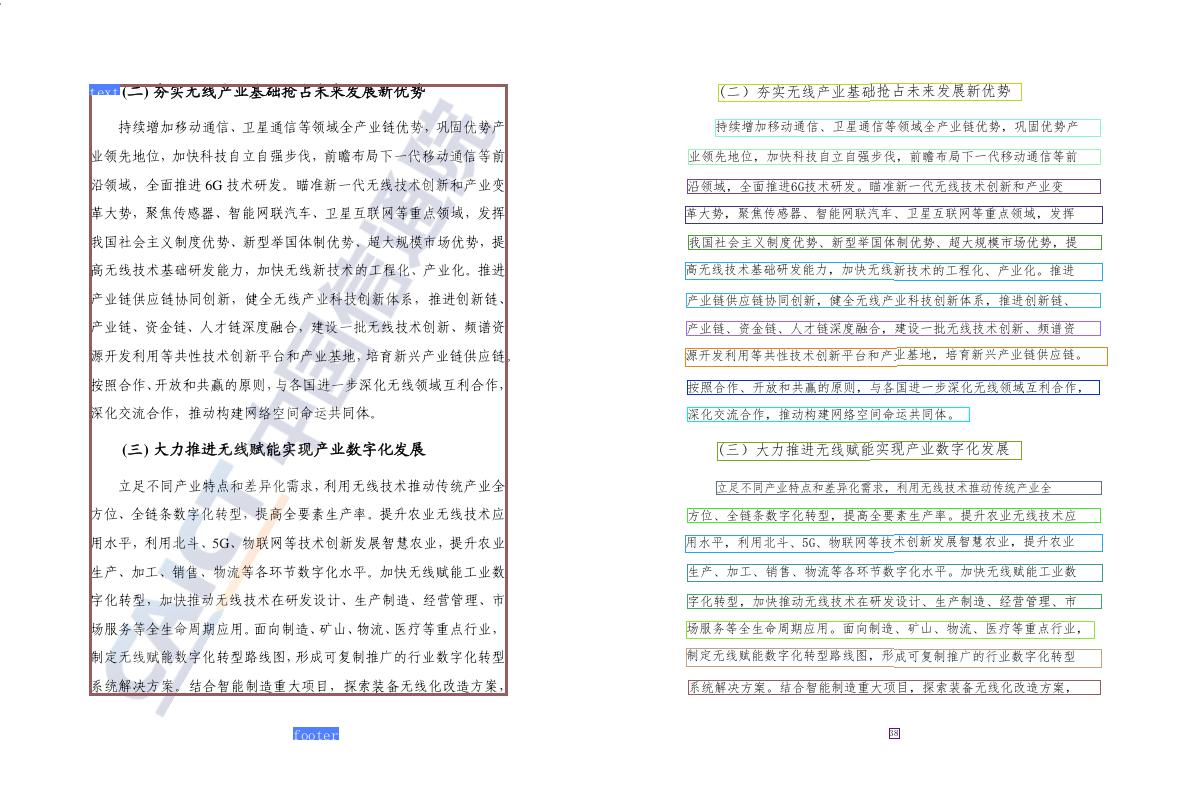 text
(二) 夯实无线产业基础抢占未来发展新优势
持续增加移动通信、卫星通信等领域全产业链优势，巩固优势产
业领先地位，加快科技自立自强步伐，前瞻布局下一代移动通信等前
沿领域，全面推进 6G 技术研发。瞄准新一代无线技术创新和产业变
革大势，聚焦传感器、智能网联汽车、卫星互联网等重点领域，发挥
我国社会主义制度优势、新型举国体制优势、超大规模市场优势，提
高无线技术基础研发能力，加快无线新技术的工程化、产业化。推进
产业链供应链协同创新，健全无线产业科技创新体系，推进创新链、
产业链、资金链、人才链深度融合，建设一批无线技术创新、频谱资
源开发利用等共性技术创新平台和产业基地，培育新兴产业链供应链。
按照合作、开放和共赢的原则，与各国进一步深化无线领域互利合作，
深化交流合作，推动构建网络空间命运共同体。
(三) 大力推进无线赋能实现产业数字化发展
立足不同产业特点和差异化需求，利用无线技术推动传统产业全
方位、全链条数字化转型，提高全要素生产率。提升农业无线技术应
用水平，利用北斗、5G、物联网等技术创新发展智慧农业，提升农业
生产、加工、销售、物流等各环节数字化水平。加快无线赋能工业数
字化转型，加快推动无线技术在研发设计、生产制造、经营管理、市
场服务等全生命周期应用。面向制造、矿山、物流、医疗等重点行业，
制定无线赋能数字化转型路线图，形成可复制推广的行业数字化转型
系统解决方案。结合智能制造重大项目，探索装备无线化改造方案，
footer
CAICT 中国信通院
(二）夯实无线产业基础抢占未来发展新优势
持续增加移动通信、卫星通信等领域全产业链优势，巩固优势产
业领先地位，加快科技自立自强步伐，前瞻布局下一代移动通信等前
沿领域，全面推进6G技术研发。瞄准新一代无线技术创新和产业变
革大势，聚焦传感器、智能网联汽车、卫星互联网等重点领域，发挥
我国社会主义制度优势、新型举国体制优势、超大规模市场优势，提
高无线技术基础研发能力，加快无线新技术的工程化、产业化。推进
产业链供应链协同创新，健全无线产业科技创新体系，推进创新链、
产业链、资金链、人才链深度融合，建设一批无线技术创新、频谱资
源开发利用等共性技术创新平台和产业基地，培育新兴产业链供应链。
按照合作、开放和共赢的原则，与各国进一步深化无线领域互利合作，
深化交流合作，推动构建网络空间命运共同体。
(三）大力推进无线赋能实现产业数字化发展
立足不同产业特点和差异化需求，利用无线技术推动传统产业全
方位、全链条数字化转型，提高全要素生产率。提升农业无线技术应
用水平，利用北斗、5G、物联网等技术创新发展智慧农业，提升农业
生产、加工、销售、物流等各环节数字化水平。加快无线赋能工业数
字化转型，加快推动无线技术在研发设计、生产制造、经营管理、市
场服务等全生命周期应用。面向制造、矿山、物流、医疗等重点行业，
制定无线赋能数字化转型路线图，形成可复制推广的行业数字化转型
系统解决方案。结合智能制造重大项目，探索装备无线化改造方案，
38